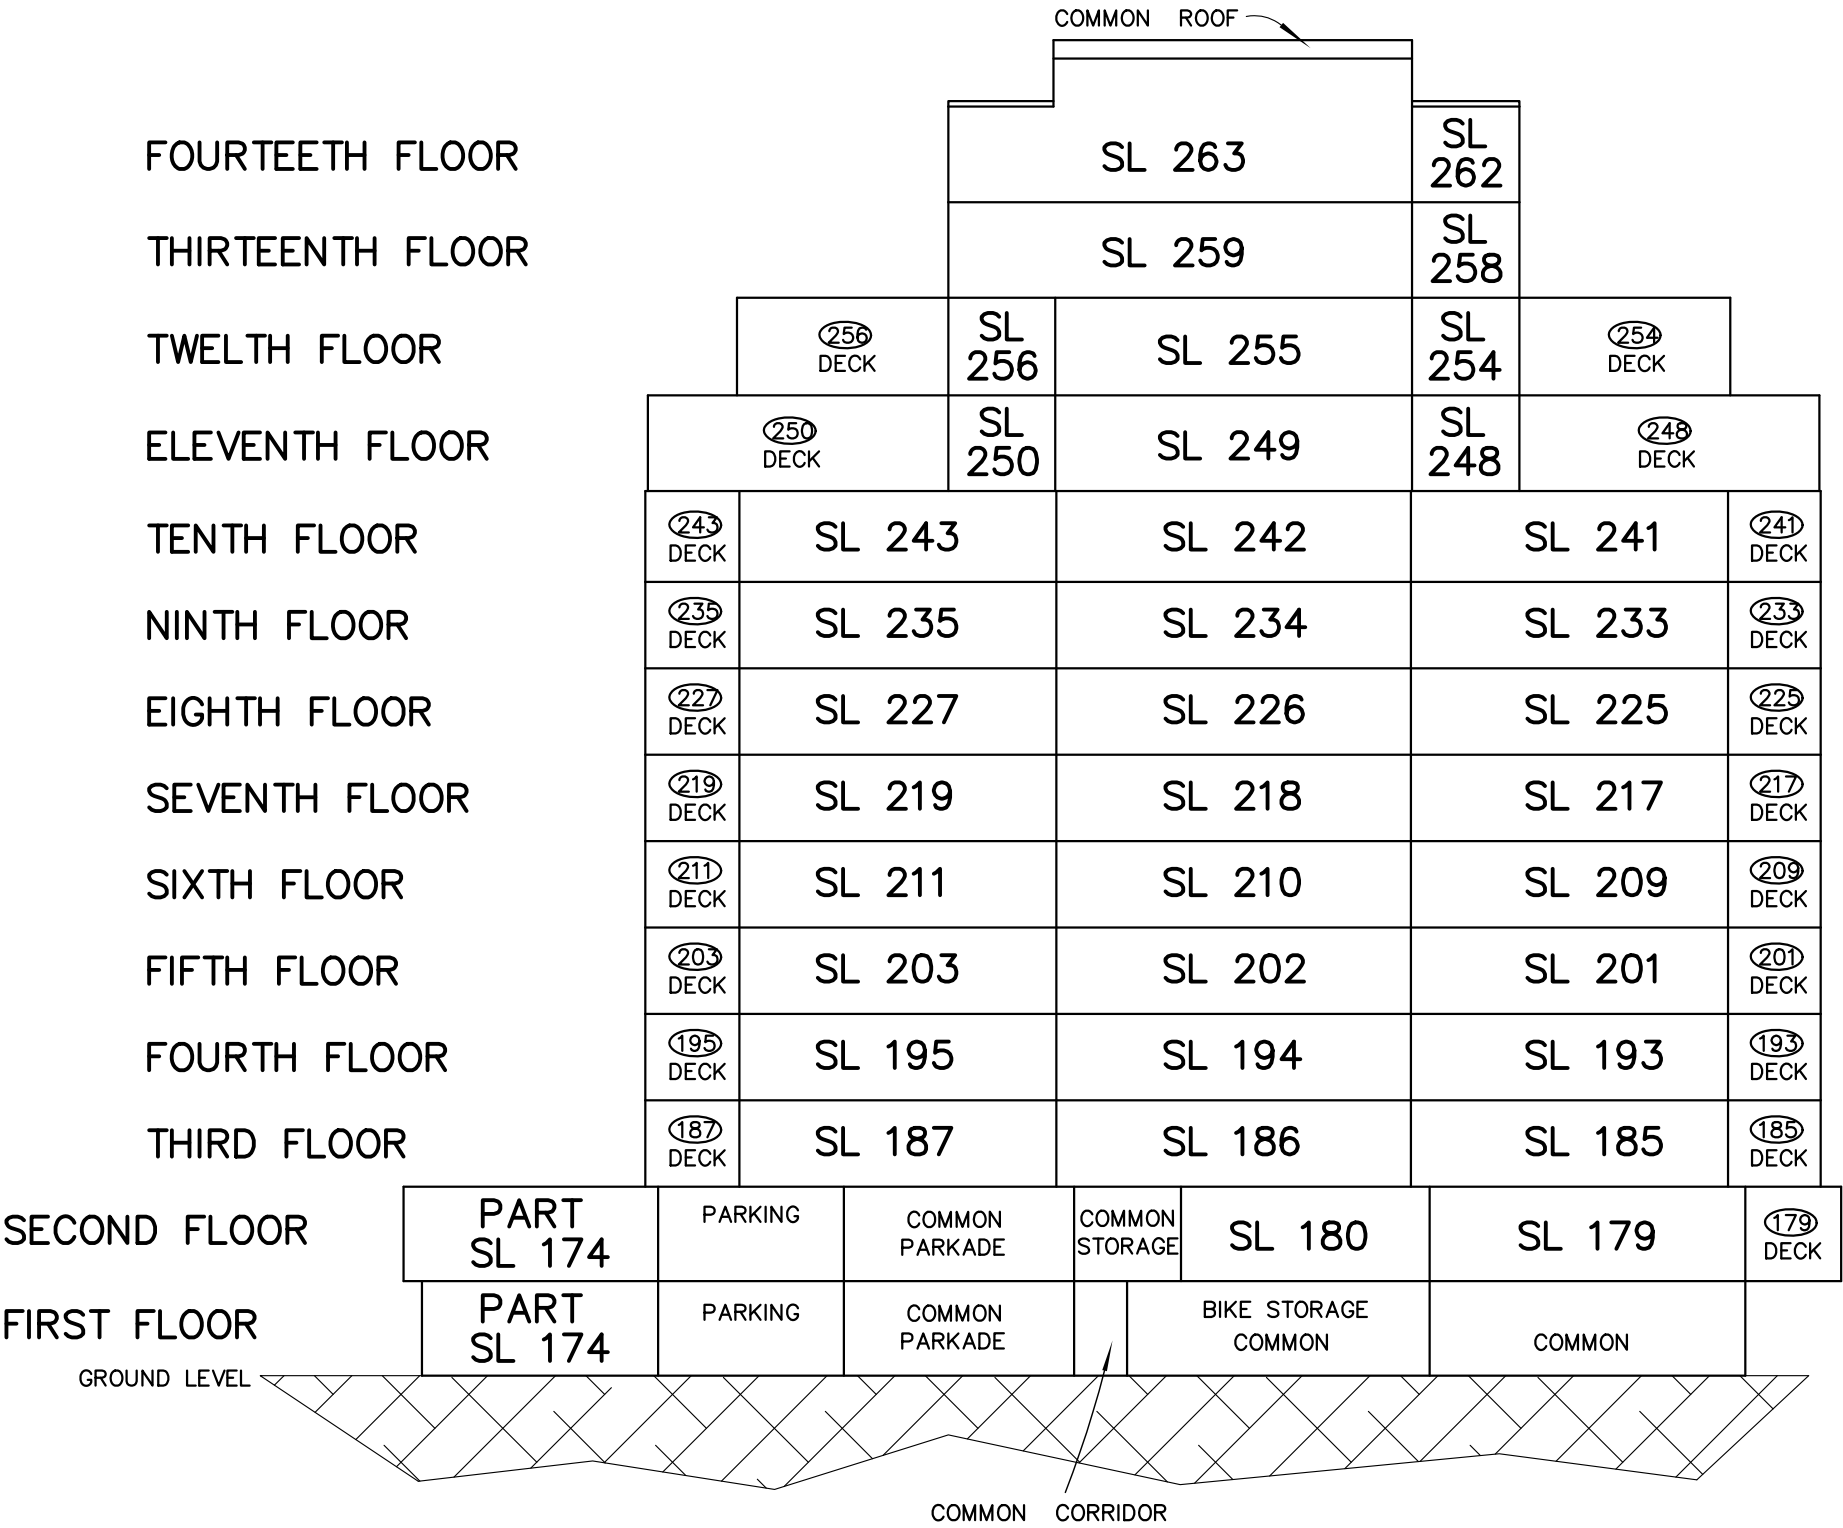 COMMON ROOF
FOURTEETH FLOOR
SL 263
SL
262
THIRTEENTH FLOOR
SL 259
SL
258
TWELTH FLOOR
256
DECK
SL
256
SL 255
SL
254
254
DECK
ELEVENTH FLOOR
250
DECK
SL
250
SL 249
SL
248
248
DECK
TENTH FLOOR
243
DECK
SL 243
SL 242
SL 241
241
DECK
NINTH FLOOR
235
DECK
SL 235
SL 234
SL 233
233
DECK
EIGHTH FLOOR
227
DECK
SL 227
SL 226
SL 225
225
DECK
SEVENTH FLOOR
219
DECK
SL 219
SL 218
SL 217
217
DECK
SIXTH FLOOR
211
DECK
SL 211
SL 210
SL 209
209
DECK
FIFTH FLOOR
203
DECK
SL 203
SL 202
SL 201
201
DECK
FOURTH FLOOR
195
DECK
SL 195
SL 194
SL 193
193
DECK
THIRD FLOOR
187
DECK
SL 187
SL 186
SL 185
185
DECK
SECOND FLOOR
PART
SL 174
PARKING
COMMON
PARKADE
COMMON
STORAGE
SL 180
SL 179
179
DECK
FIRST FLOOR
PART
SL 174
PARKING
COMMON
PARKADE
BIKE STORAGE
COMMON
COMMON
GROUND LEVEL
COMMON CORRIDOR